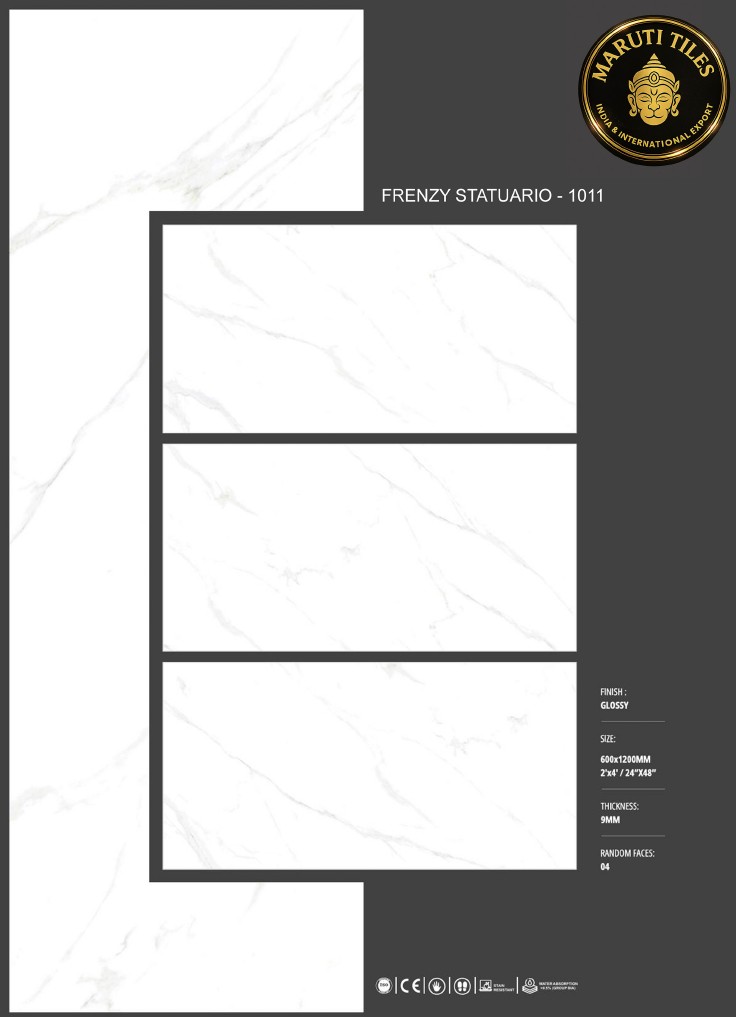 MARUTI TILES
INDIA & INTERNATIONAL EXPORT
FRENZY STATUARIO - 1011
FINISH :
GLOSSY
SIZE:
600x1200MM
2'x4' / 24"X48"
THICKNESS:
9MM
RANDOM FACES:
04
CE
STAIN
RESISTANT
WATER ABSORPTION